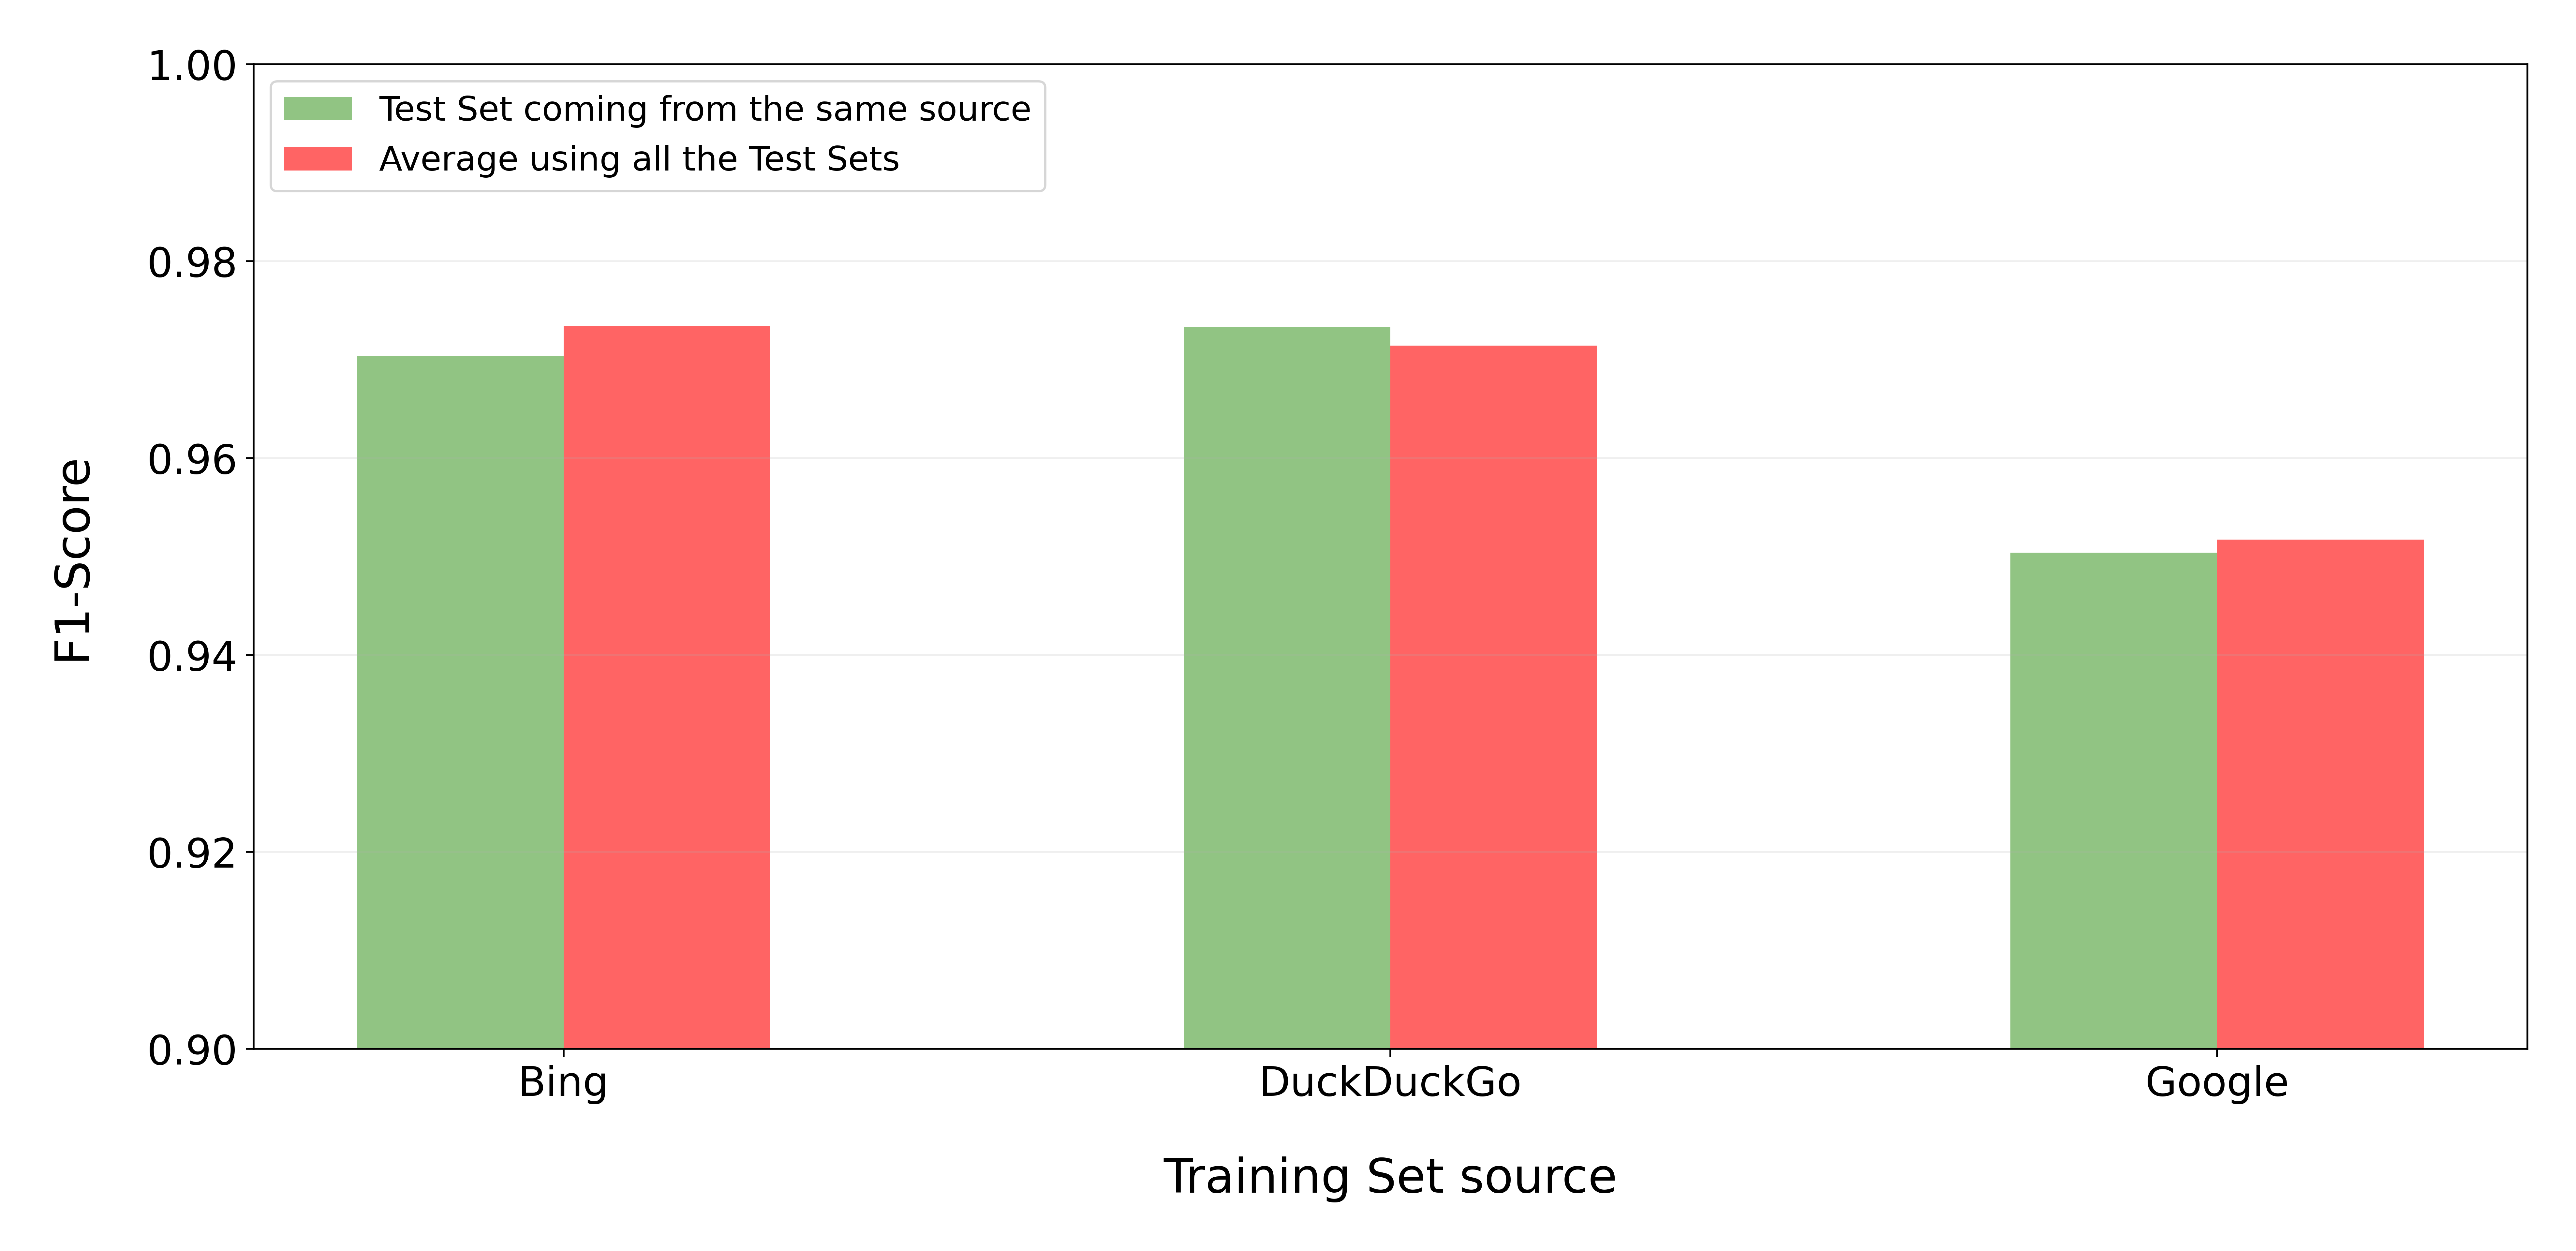 1.00
Test Set coming from the same source
Average using all the Test Sets
0.98
0.96
F1-Score
0.94
0.92
0.90
Bing DuckDuckGo Google
Training Set source